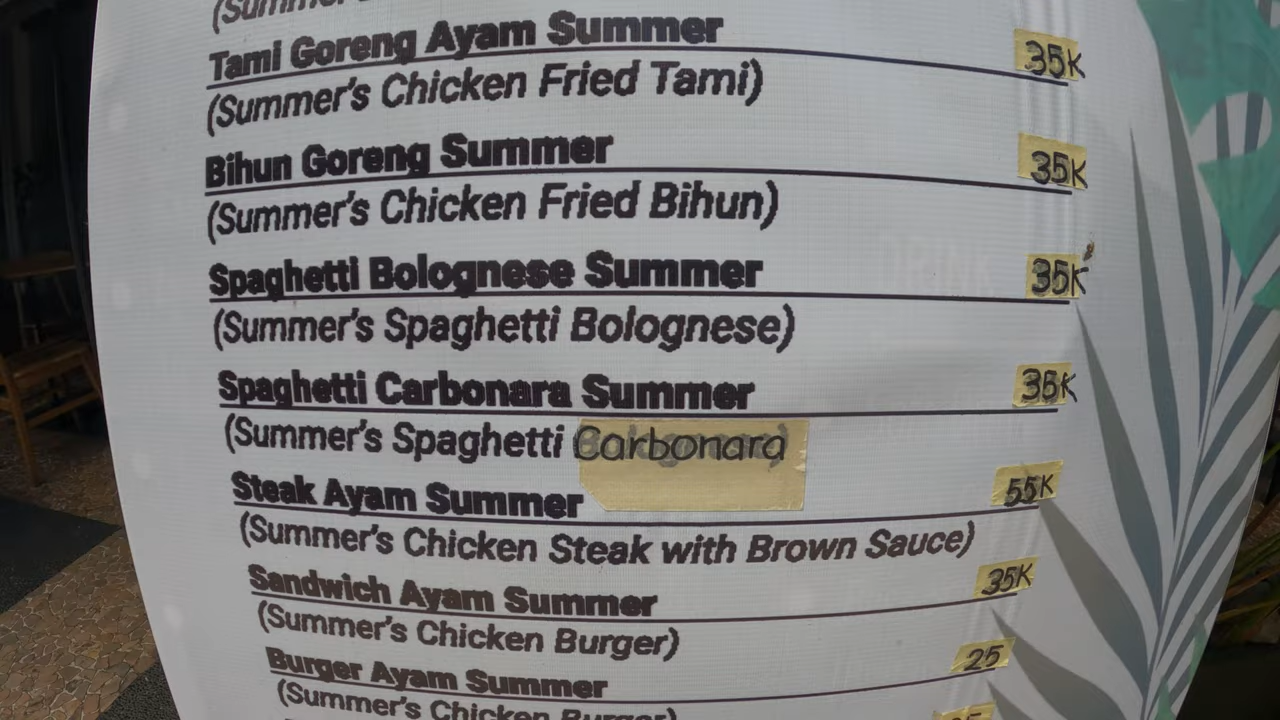 (Summer's
Tami Goreng Ayam Summer 35K
(Summer's Chicken Fried Tami)
Bihun Goreng Summer 35K
(Summer's Chicken Fried Bihun)
Spaghetti Bolognese Summer 35K
(Summer's Spaghetti Bolognese)
Spaghetti Carbonara Summer 35K
(Summer's Spaghetti Carbonara
Steak Ayam Summer 55K
(Summer's Chicken Steak with Brown Sauce)
Sandwich Ayam Summer 35K
(Summer's Chicken Burger)
Burger Ayam Summer 25
(Summer's Chicken Burger)